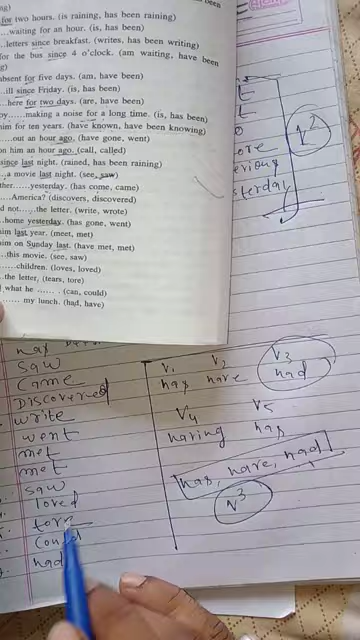 for two hours. (is raining, has been raining)
waiting for an hour. (is, has been)
letters since breakfast. (writes, has been writing)
for the bus since 4 o'clock. (am waiting, have been
absent for five days. (am, have been)
ill since Friday. (is, has been)
here for two days. (are, have been)
making a noise for a long time. (is, has been)
him for ten years. (have known, have been knowing)
out an hour ago. (have gone, went)
on him an hour ago. (call, called)
since last night. (rained, has been raining)
a movie last night. (see, saw)
yesterday. (has come, came)
America? (discovers, discovered)
did not......the letter. (write, wrote)
home yesterday. (has gone, went)
him last year. (meet, met)
him on Sunday last. (have met, met)
this movie. (see, saw)
children. (loves, loved)
the letter. (tears, tore)
what he ....... . (can, could)
my lunch. (had, have)
saw
came
Discovered
write
went
met
met
saw
loved
tore
could
had
V1 V2 V3
has have had
V4 V5
having has
has, have, had
V3